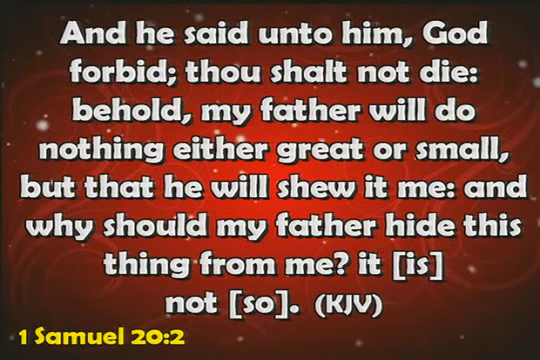 And he said unto him, God
forbid; thou shalt not die:
behold, my father will do
nothing either great or small,
but that he will shew it me: and
why should my father hide this
thing from me? it [is]
not [so]. (KJV)
1 Samuel 20:2